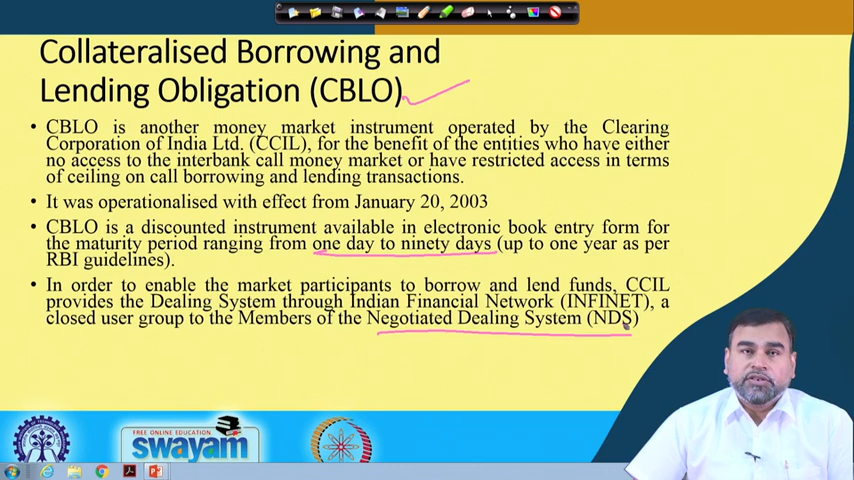 Collateralised Borrowing and
Lending Obligation (CBLO)
• CBLO is another money market instrument operated by the Clearing
Corporation of India Ltd. (CCIL), for the benefit of the entities who have either
no access to the interbank call money market or have restricted access in terms
of ceiling on call borrowing and lending transactions.
• It was operationalised with effect from January 20, 2003
• CBLO is a discounted instrument available in electronic book entry form for
the maturity period ranging from one day to ninety days (up to one year as per
RBI guidelines).
• In order to enable the market participants to borrow and lend funds, CCIL
provides the Dealing System through Indian Financial Network (INFINET), a
closed user group to the Members of the Negotiated Dealing System (NDS)
FREE ONLINE EDUCATION
swayam